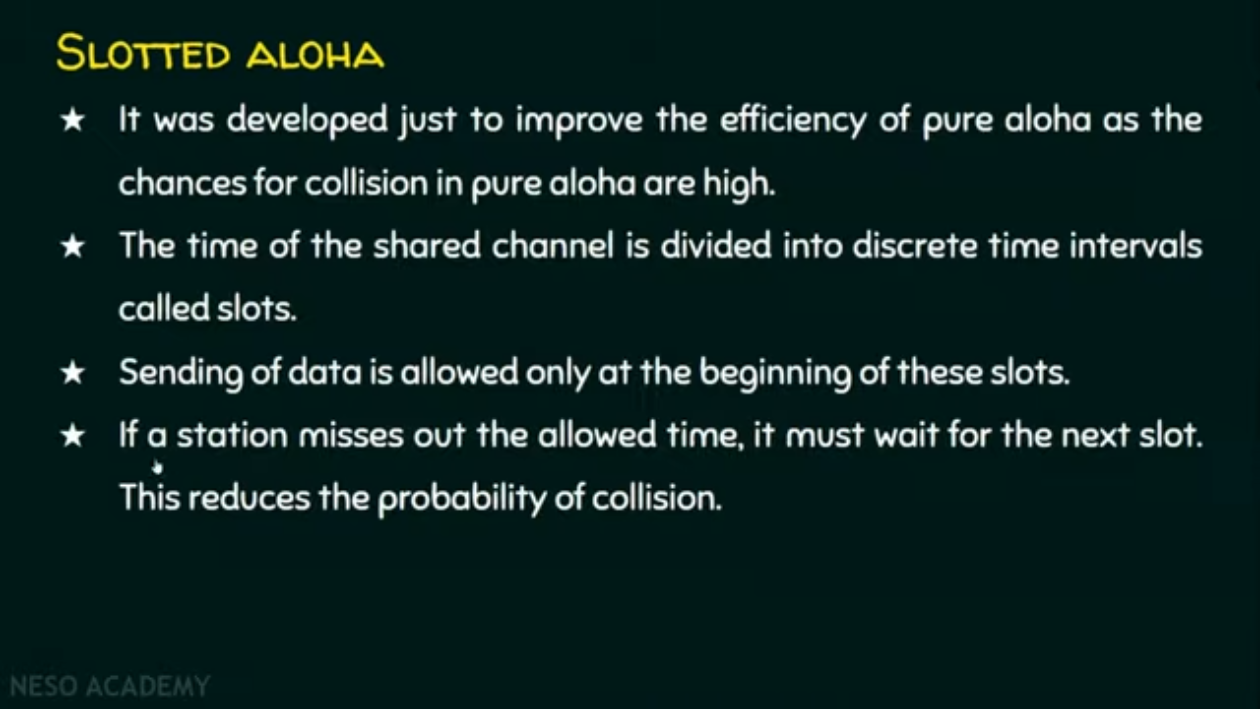 SLOTTED ALOHA
★ It was developed just to improve the efficiency of pure aloha as the
chances for collision in pure aloha are high.
★ The time of the shared channel is divided into discrete time intervals
called slots.
★ Sending of data is allowed only at the beginning of these slots.
★ If a station misses out the allowed time, it must wait for the next slot.
This reduces the probability of collision.
NESO ACADEMY